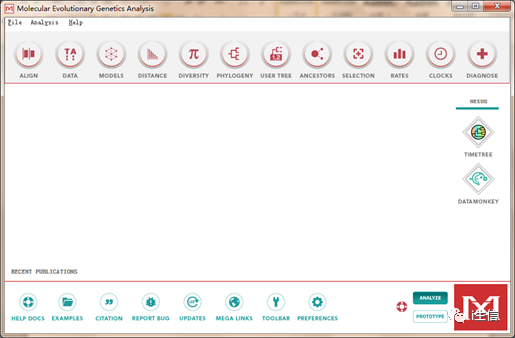 Molecular Evolutionary Genetics Analysis
File Analysis Help
ALIGN DATA MODELS DISTANCE DIVERSITY PHYLOGENY USER TREE ANCESTORS SELECTION RATES CLOCKS DIAGNOSE
NEXUS
TIMETREE
DATAMONKEY
RECENT PUBLICATIONS
HELP DOCS EXAMPLES CITATION REPORT BUG UPDATES MEGA LINKS TOOLBAR PREFERENCES
ANALYZE
PROTOTYPE
M
i生信